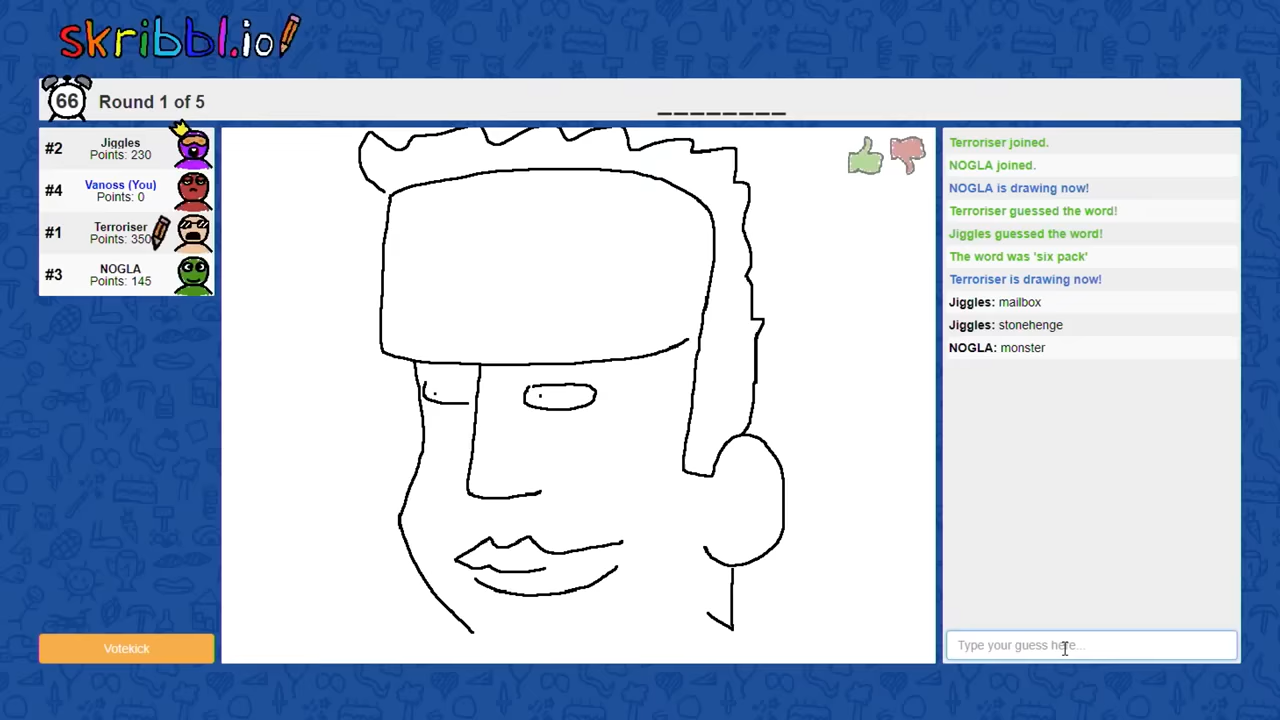 skribbl.io
66 Round 1 of 5
________
#2 Jiggles
Points: 230
#4 Vanoss (You)
Points: 0
#1 Terroriser
Points: 350
#3 NOGLA
Points: 145
Votekick
Terroriser joined.
NOGLA joined.
NOGLA is drawing now!
Terroriser guessed the word!
Jiggles guessed the word!
The word was 'six pack'
Terroriser is drawing now!
Jiggles: mailbox
Jiggles: stonehenge
NOGLA: monster
Type your guess here...